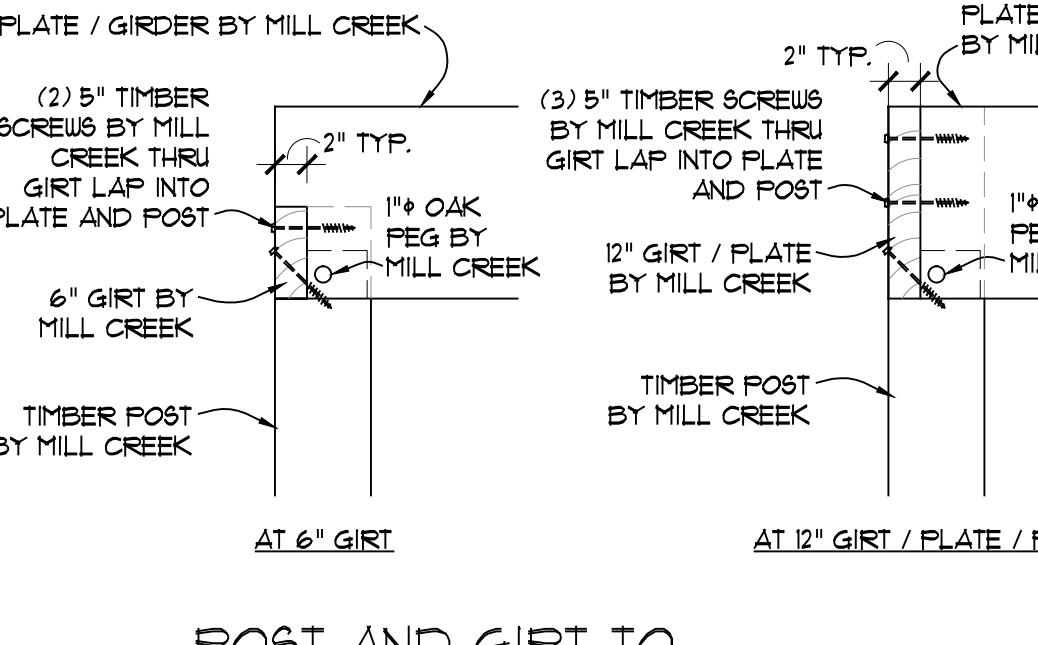 PLATE / GIRDER BY MILL CREEK
(2) 5" TIMBER
SCREWS BY MILL
CREEK THRU
GIRT LAP INTO
PLATE AND POST
2" TYP.
1"ϕ OAK
PEG BY
MILL CREEK
6" GIRT BY
MILL CREEK
TIMBER POST
BY MILL CREEK
AT 6" GIRT
PLATE
BY
2" TYP.
(3) 5" TIMBER SCREWS
BY MILL CREEK THRU
GIRT LAP INTO PLATE
AND POST
1"ϕ
12" GIRT / PLATE
BY MILL CREEK
TIMBER POST
BY MILL CREEK
AT 12" GIRT / PLATE /
POST AND GIRT TO